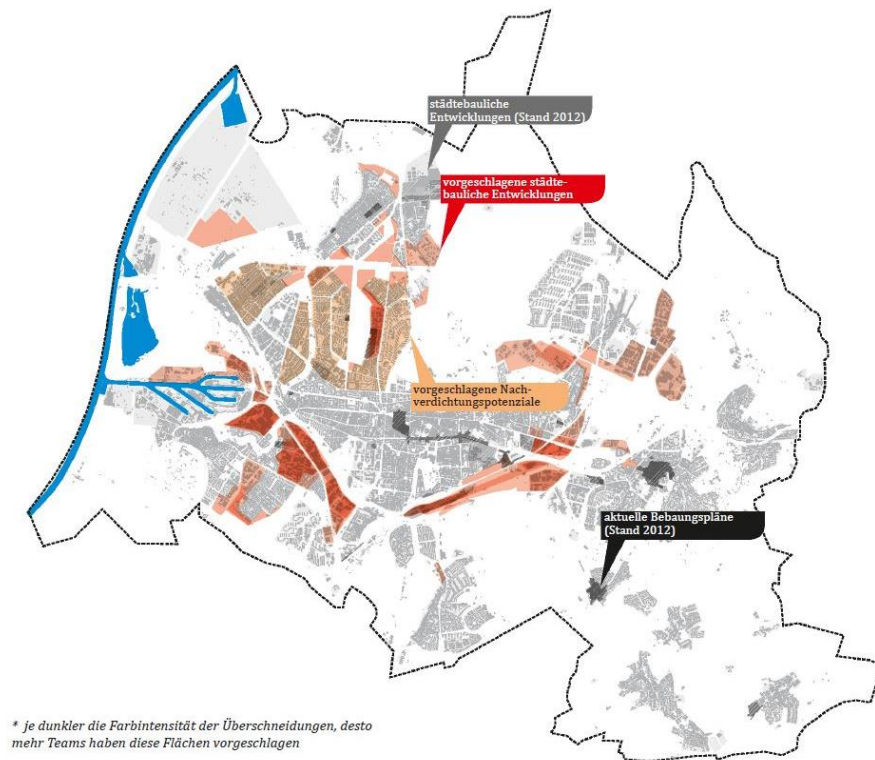 städtebauliche
Entwicklungen (Stand 2012)
vorgeschlagene städte-
bauliche Entwicklungen
vorgeschlagene Nach-
verdichtungspotenziale
aktuelle Bebaungspläne
(Stand 2012)
* je dunkler die Farbintensität der Überschneidungen, desto
mehr Teams haben diese Flächen vorgeschlagen